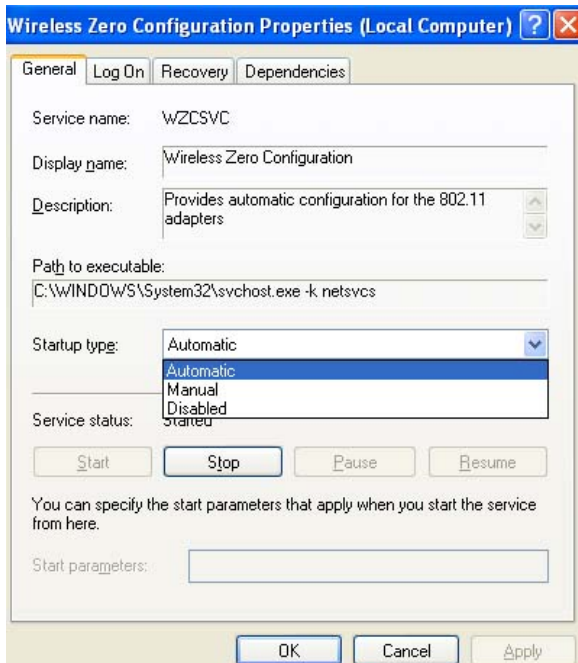 Wireless Zero Configuration Properties (Local Computer) ? X
General Log On Recovery Dependencies
Service name: WZCSVC
Display name: Wireless Zero Configuration
Description: Provides automatic configuration for the 802.11
adapters
Path to executable:
C:\WINDOWS\System32\svchost.exe -k netsvcs
Startup type: Automatic
Automatic
Manual
Disabled
Service status: Started
Start Stop Pause Resume
You can specify the start parameters that apply when you start the service
from here.
Start parameters:
OK Cancel Apply